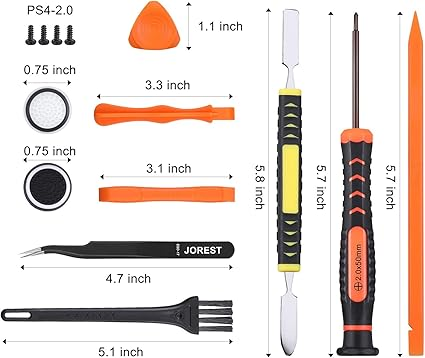 PS4-2.0
1.1 inch
0.75 inch
3.3 inch
0.75 inch
3.1 inch
JOREST
4.7 inch
5.1 inch
5.8 inch
5.7 inch
5.7 inch
2.0x50mm